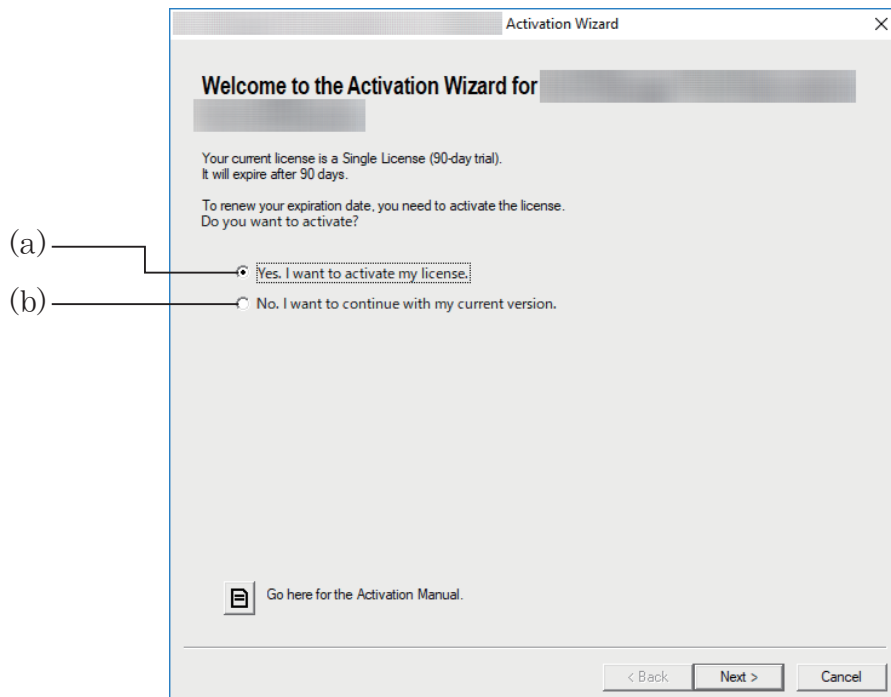 Activation Wizard
Welcome to the Activation Wizard for
Your current license is a Single License (90-day trial).
It will expire after 90 days.
To renew your expiration date, you need to activate the license.
Do you want to activate?
(a)
Yes. I want to activate my license.
(b)
No. I want to continue with my current version.
Go here for the Activation Manual.
< Back Next > Cancel